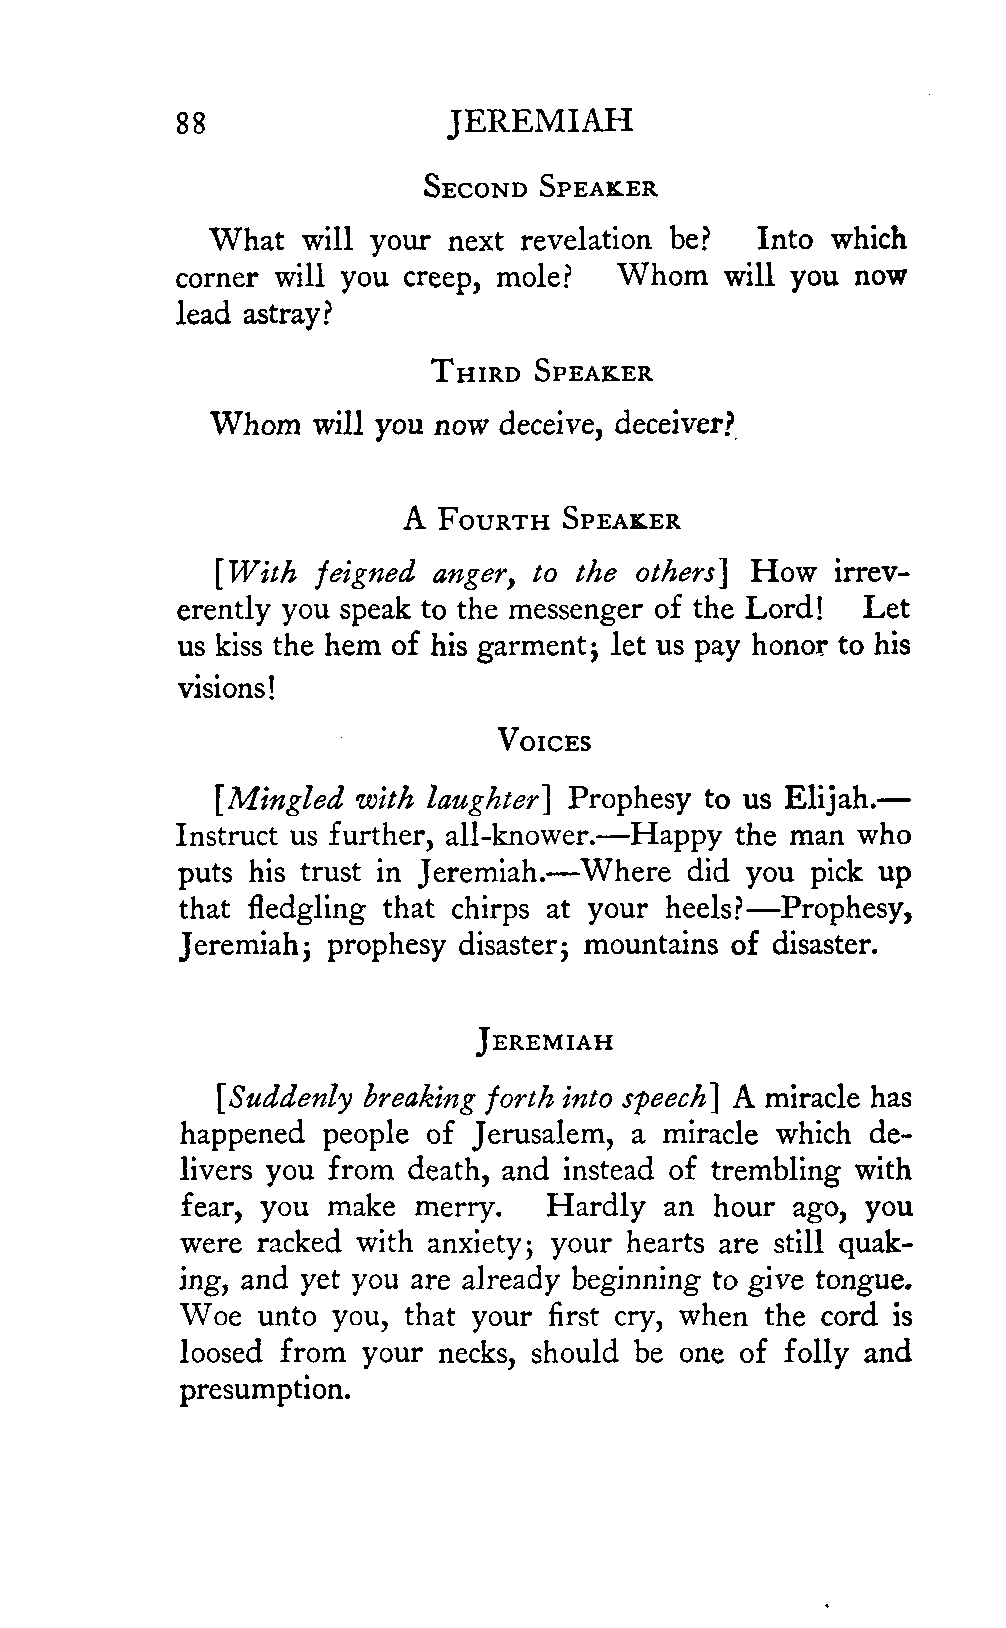 88 JEREMIAH
SECOND SPEAKER
What will your next revelation be? Into which
corner will you creep, mole? Whom will you now
lead astray?
THIRD SPEAKER
Whom will you now deceive, deceiver?
A FOURTH SPEAKER
[With feigned anger, to the others] How irrev-
erently you speak to the messenger of the Lord! Let
us kiss the hem of his garment; let us pay honor to his
visions!
VOICES
[Mingled with laughter] Prophesy to us Elijah.—
Instruct us further, all-knower.—Happy the man who
puts his trust in Jeremiah.—Where did you pick up
that fledgling that chirps at your heels?—Prophesy,
Jeremiah; prophesy disaster; mountains of disaster.
JEREMIAH
[Suddenly breaking forth into speech] A miracle has
happened people of Jerusalem, a miracle which de-
livers you from death, and instead of trembling with
fear, you make merry. Hardly an hour ago, you
were racked with anxiety; your hearts are still quak-
ing, and yet you are already beginning to give tongue.
Woe unto you, that your first cry, when the cord is
loosed from your necks, should be one of folly and
presumption.